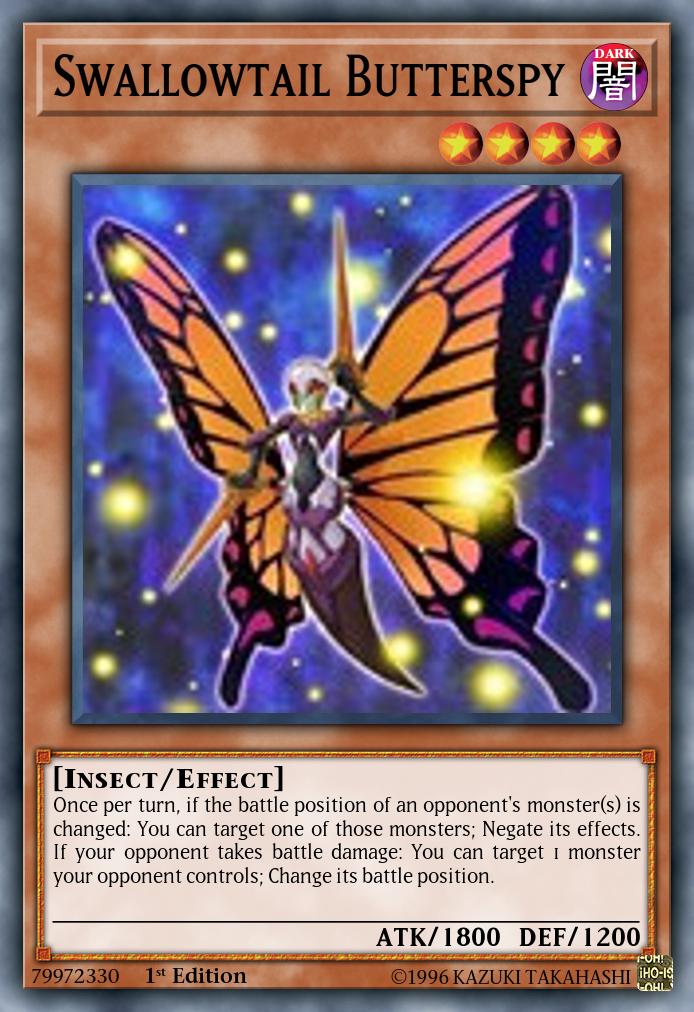 Swallowtail Butterspy
DARK
闇
[Insect/Effect]
Once per turn, if the battle position of an opponent's monster(s) is
changed: You can target one of those monsters; Negate its effects.
If your opponent takes battle damage: You can target 1 monster
your opponent controls; Change its battle position.
ATK/1800 DEF/1200
79972330 1st Edition ©1996 KAZUKI TAKAHASHI